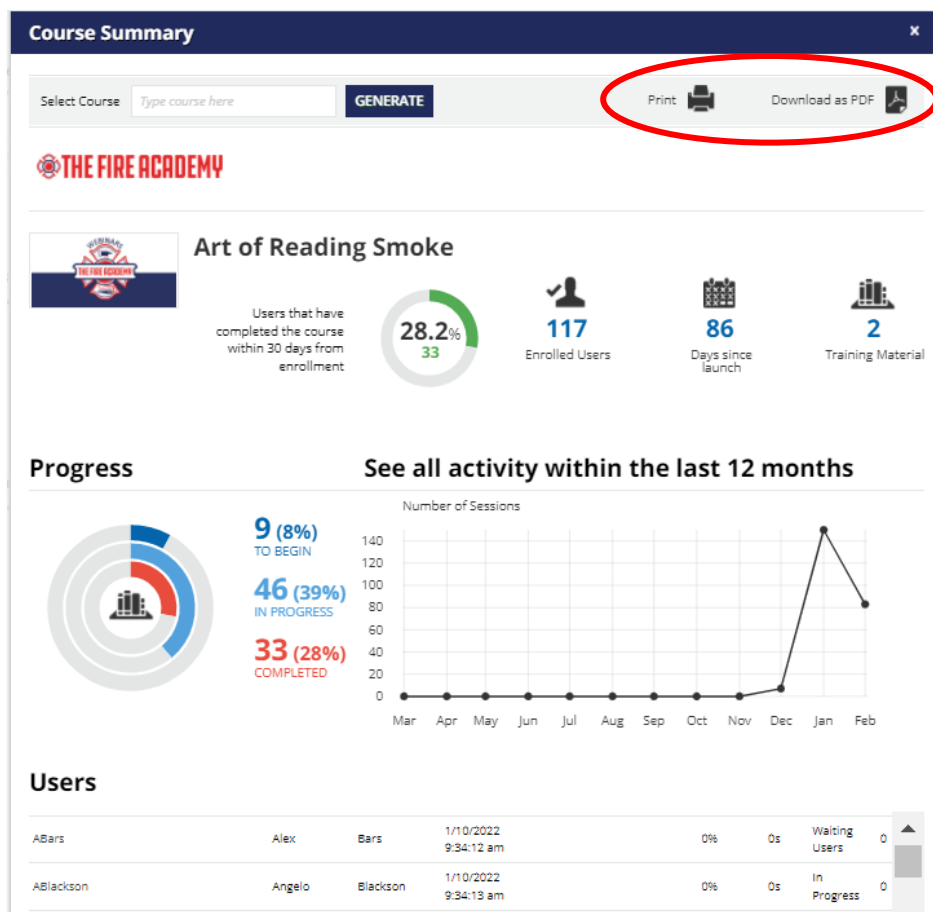 Course Summary x
Select Course Type course here GENERATE Print Download as PDF
THE FIRE ACADEMY
WEBINARS
THE FIRE ACADEMY
Art of Reading Smoke
Users that have
completed the course
within 30 days from
enrollment
28.2%
33
117
Enrolled Users
86
Days since
launch
2
Training Material
Progress
9 (8%)
TO BEGIN
46 (39%)
IN PROGRESS
33 (28%)
COMPLETED
See all activity within the last 12 months
Number of Sessions
140
120
100
80
60
40
20
0
Mar Apr May Jun Jul Aug Sep Oct Nov Dec Jan Feb
Users
ABars Alex Bars 1/10/2022 0% 0s Waiting 0
9:34:12 am Users
ABlackson Angelo Blackson 1/10/2022 0% 0s In 0
9:34:13 am Progress